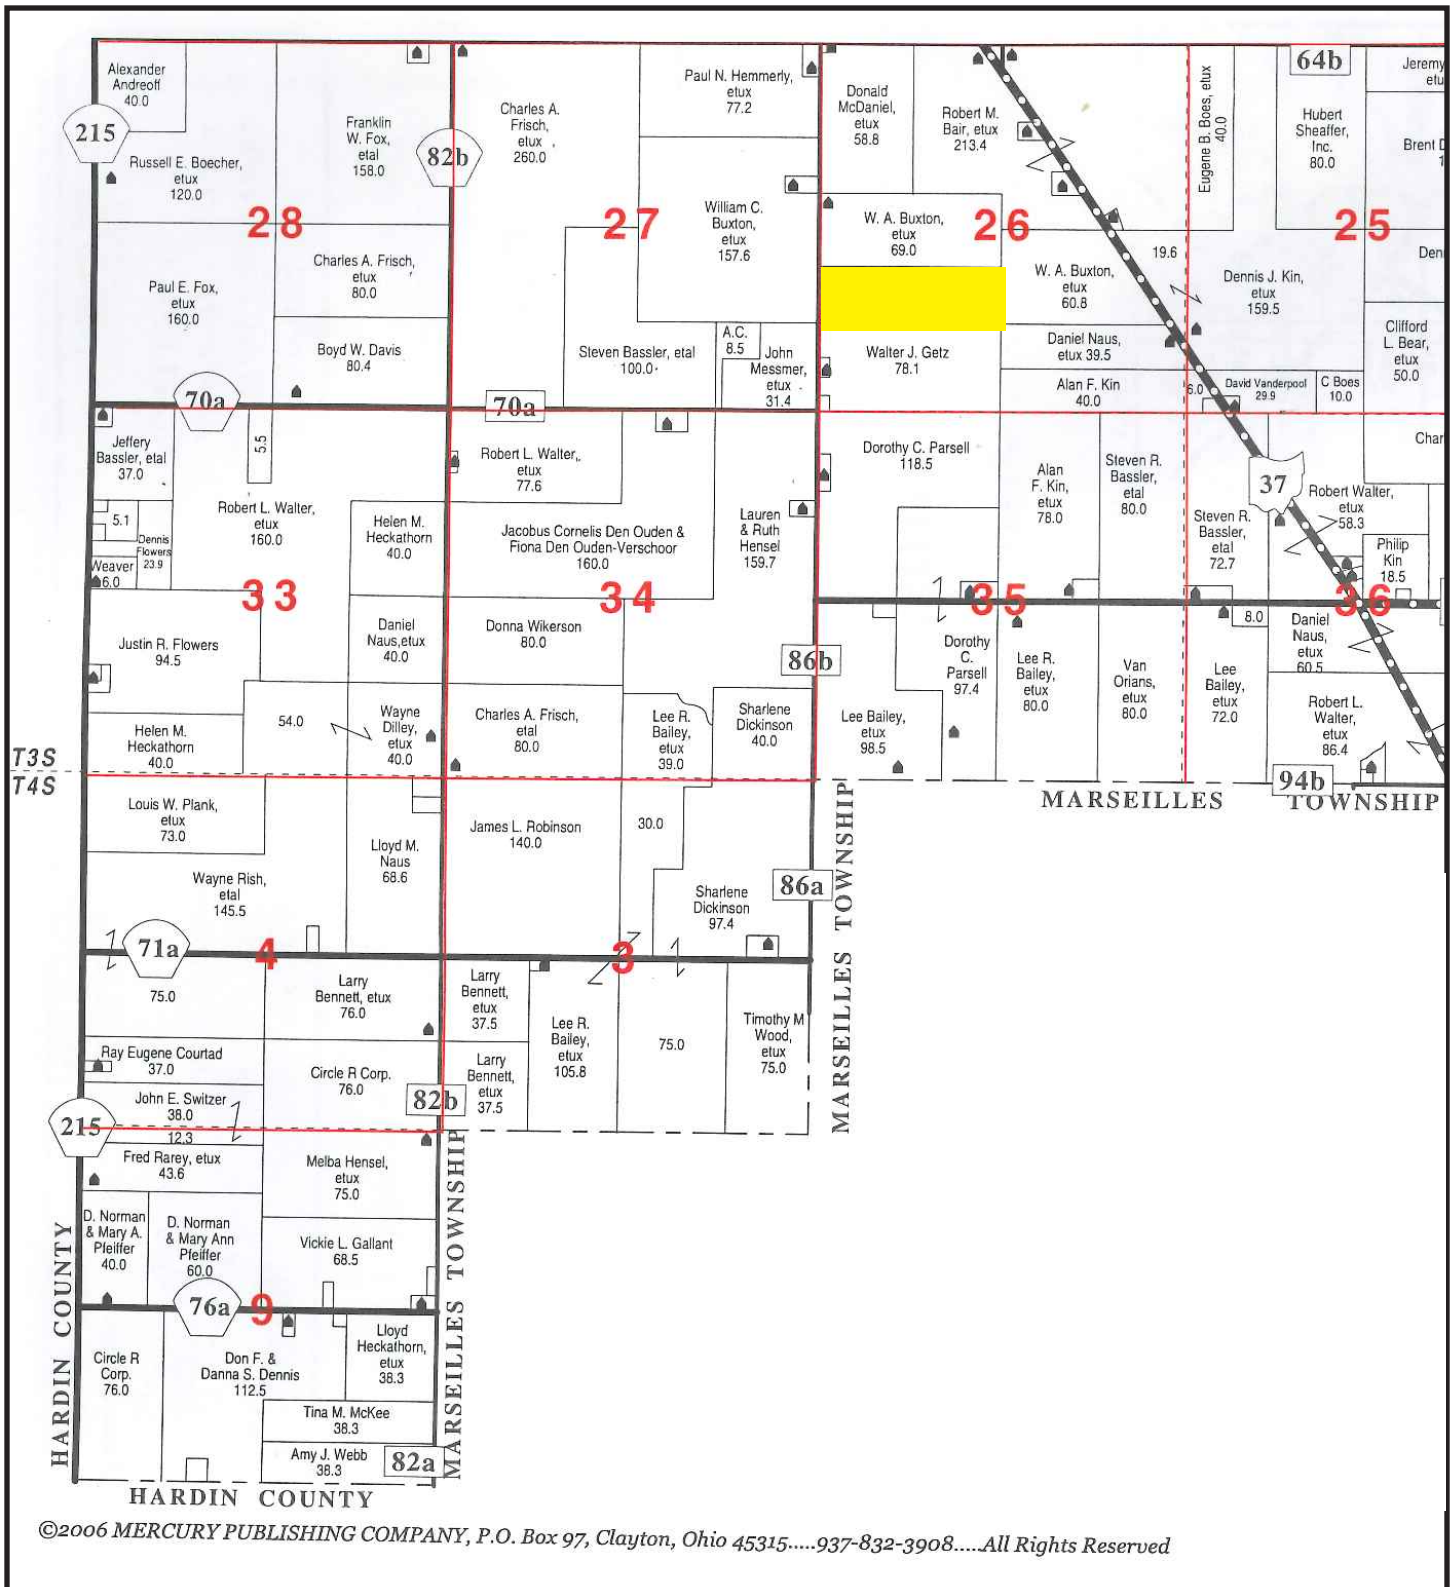 Alexander
Andreoff
40.0
215
Russell E. Boecher,
etux
120.0
Franklin
W. Fox,
etal
158.0
82b
28
Paul E. Fox,
etux
160.0
Charles A. Frisch,
etux
80.0
Boyd W. Davis
80.4
70a
Charles A.
Frisch,
etux
260.0
Paul N. Hemmerly,
etux
77.2
William C.
Buxton,
etux
157.6
27
Steven Bassler, etal
100.0
A.C.
8.5
John
Messmer,
etux
31.4
70a
Donald
McDaniel,
etux
58.8
Robert M.
Bair, etux
213.4
W. A. Buxton,
etux
69.0
26
W. A. Buxton,
etux
60.8
19.6
Walter J. Getz
78.1
Daniel Naus,
etux 39.5
Alan F. Kin
40.0
6.0
Eugene B. Boes, etux
40.0
64b
Hubert
Sheaffer,
Inc.
80.0
Jeremy
etu
Brent D
25
Den
Dennis J. Kin,
etux
159.5
Clifford
L. Bear,
etux
50.0
David Vanderpool
29.9
C Boes
10.0
Jeffery
Bassler, etal
37.0
5.5
Robert L. Walter,
etux
160.0
5.1
Dennis
Flowers
23.9
Weaver
6.0
Helen M.
Heckathorn
40.0
33
Justin R. Flowers
94.5
Daniel
Naus,etux
40.0
Helen M.
Heckathorn
40.0
54.0
Wayne
Dilley,
etux
40.0
Robert L. Walter,
etux
77.6
Jacobus Cornelis Den Ouden &
Fiona Den Ouden-Verschoor
160.0
Lauren
& Ruth
Hensel
159.7
34
Donna Wikerson
80.0
86b
Charles A. Frisch,
etal
80.0
Lee R.
Bailey,
etux
39.0
Sharlene
Dickinson
40.0
Dorothy C. Parsell
118.5
Alan
F. Kin,
etux
78.0
Steven R.
Bassler,
etal
80.0
35
Dorothy
C.
Parsell
97.4
Lee Bailey,
etux
98.5
Lee R.
Bailey,
etux
80.0
Van
Orians,
etux
80.0
37
Char
Robert Walter,
etux
58.3
Steven R.
Bassler,
etal
72.7
Philip
Kin
18.5
36
8.0
Daniel
Naus,
etux
60.5
Lee
Bailey,
etux
72.0
Robert L.
Walter,
etux
86.4
94b
MARSEILLES TOWNSHIP
T3S
T4S
Louis W. Plank,
etux
73.0
Wayne Rish,
etal
145.5
Lloyd M.
Naus
68.6
71a
4
James L. Robinson
140.0
30.0
Sharlene
Dickinson
97.4
86a
3
MARSEILLES TOWNSHIP
MARSEILLES TOWNSHIP
75.0
Larry
Bennett, etux
76.0
Ray Eugene Courtad
37.0
Circle R Corp.
76.0
John E. Switzer
38.0
82b
215
12.3
Larry
Bennett,
etux
37.5
Larry
Bennett,
etux
37.5
Lee R.
Bailey,
etux
105.8
75.0
Timothy M
Wood,
etux
75.0
Fred Rarey, etux
43.6
Melba Hensel,
etux
75.0
D. Norman
& Mary A.
Pfeiffer
40.0
D. Norman
& Mary Ann
Pfeiffer
60.0
Vickie L. Gallant
68.5
76a
9
Circle R
Corp.
76.0
Don F. &
Danna S. Dennis
112.5
Lloyd
Heckathorn,
etux
38.3
Tina M. McKee
38.3
Amy J. Webb
38.3
82a
HARDIN COUNTY
MARSEILLES TOWNSHIP
HARDIN COUNTY
©2006 MERCURY PUBLISHING COMPANY, P.O. Box 97, Clayton, Ohio 45315.....937-832-3908.....All Rights Reserved